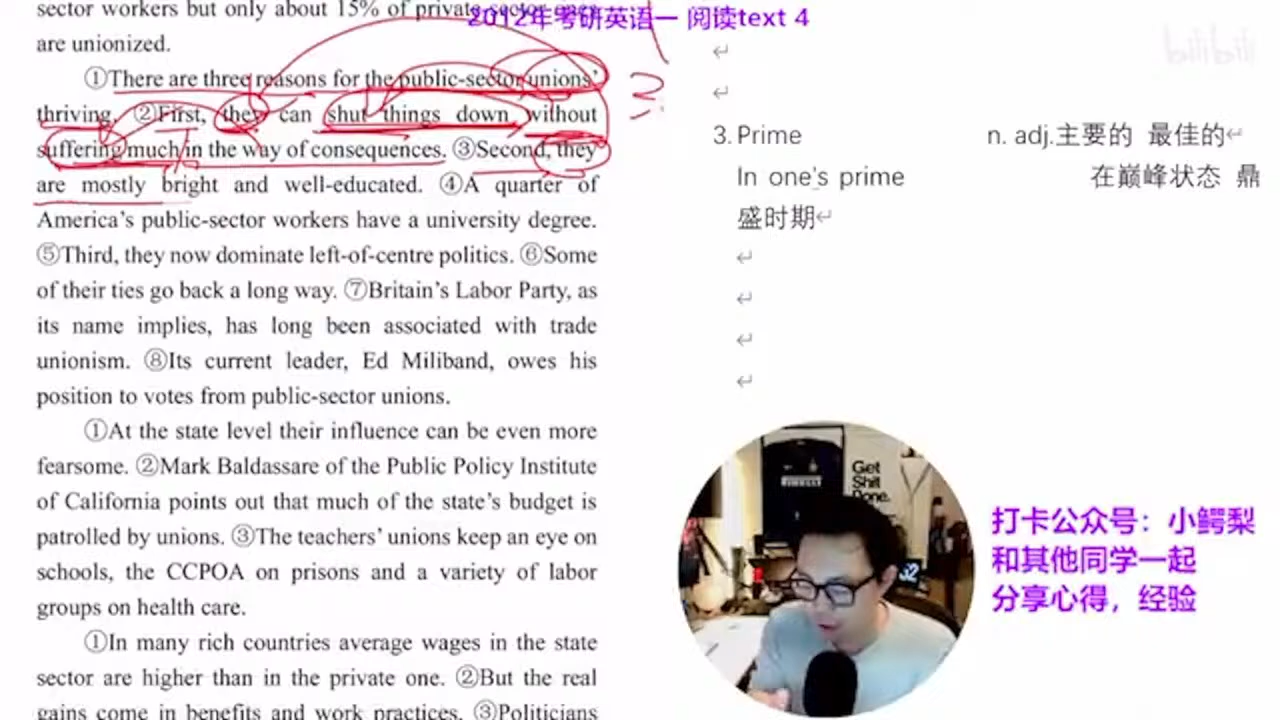 sector workers but only about 15% of private-sector ones
2012年考研英语一 阅读text 4
are unionized.
①There are three reasons for the public-sector unions'
thriving. ②First, they can shut things down without
suffering much in the way of consequences. ③Second, they
are mostly bright and well-educated. ④A quarter of
America's public-sector workers have a university degree.
⑤Third, they now dominate left-of-centre politics. ⑥Some
of their ties go back a long way. ⑦Britain's Labor Party, as
its name implies, has long been associated with trade
unionism. ⑧Its current leader, Ed Miliband, owes his
position to votes from public-sector unions.
①At the state level their influence can be even more
fearsome. ②Mark Baldassare of the Public Policy Institute
of California points out that much of the state's budget is
patrolled by unions. ③The teachers' unions keep an eye on
schools, the CCPOA on prisons and a variety of labor
groups on health care.
①In many rich countries average wages in the state
sector are higher than in the private one. ②But the real
gains come in benefits and work practices. ③Politicians
3
bilibili
3. Prime n. adj.主要的 最佳的
In one's prime 在巅峰状态 鼎
盛时期
Get
Shit
Done.
打卡公众号：小鳄梨
和其他同学一起
分享心得，经验